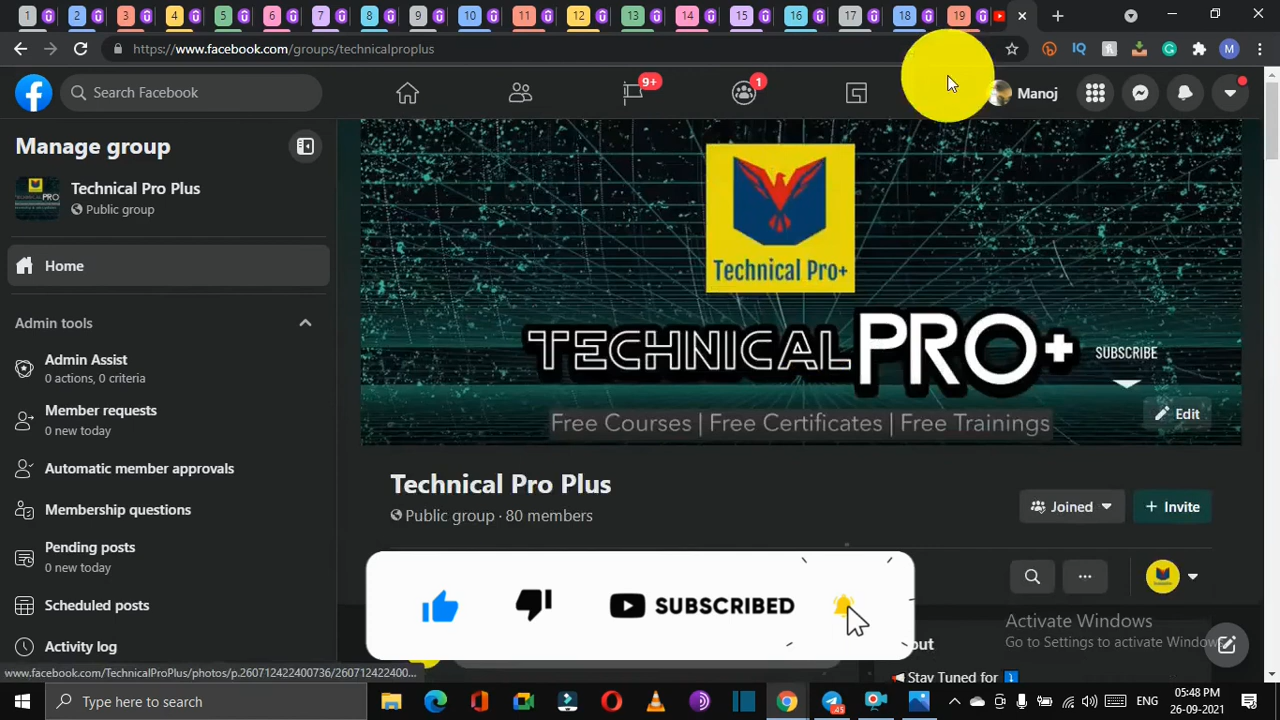 1 2 3 4 5 6 7 8 9 10 11 12 13 14 15 16 17 18 19
https://www.facebook.com/groups/technicalproplus
IQ M
Search Facebook
9+ 1
Manoj
Manage group
Technical Pro Plus
Public group
Home
Admin tools
Admin Assist
0 actions, 0 criteria
Member requests
0 new today
Automatic member approvals
Membership questions
Pending posts
0 new today
Scheduled posts
Activity log
Technical Pro+
TECHNICAL PRO+
SUBSCRIBE
Free Courses | Free Certificates | Free Trainings
Edit
Technical Pro Plus
Public group · 80 members
Joined
+ Invite
SUBSCRIBED
Activate Windows
Go to Settings to activate Windows
out
Stay Tuned for
www.facebook.com/TechnicalProPlus/photos/p.260712422400736/260712422400...
Type here to search
45
ENG
05:48 PM
26-09-2021